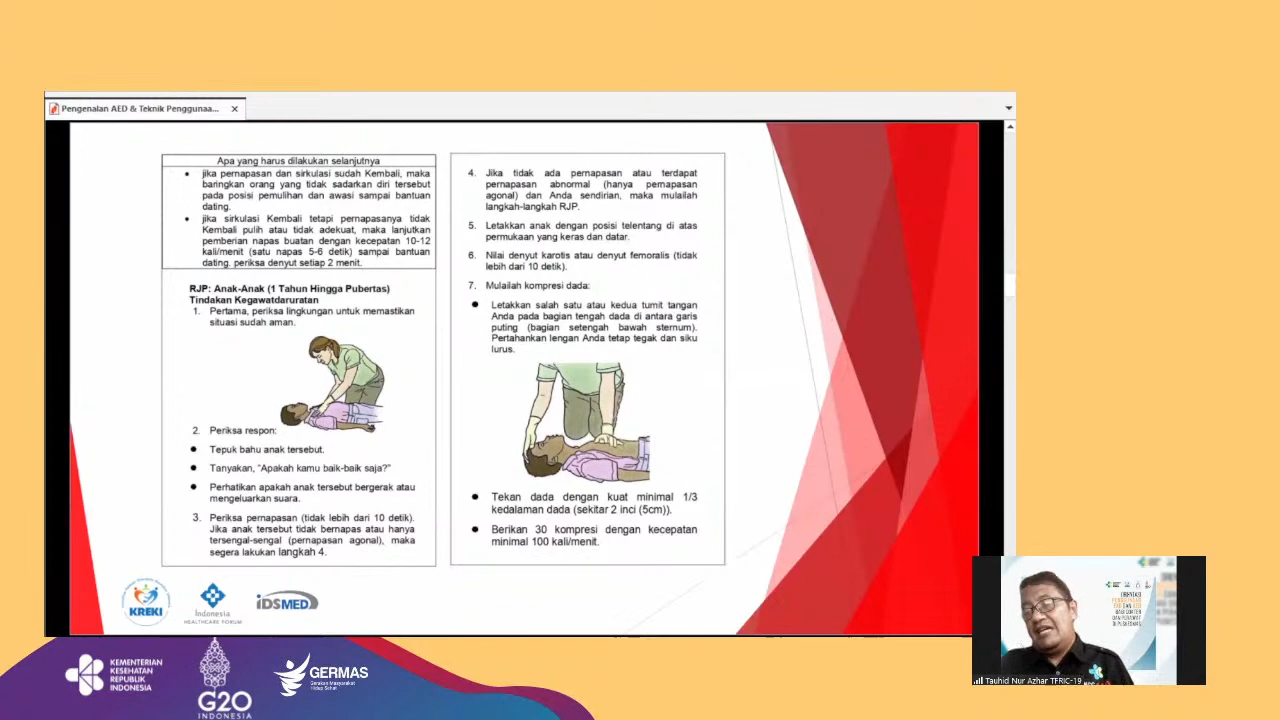 Pengenalan AED & Teknik Penggunaa...
Apa yang harus dilakukan selanjutnya
• jika pernapasan dan sirkulasi sudah Kembali, maka
baringkan orang yang tidak sadarkan diri tersebut
pada posisi pemulihan dan awasi sampai bantuan
dating.
• jika sirkulasi Kembali tetapi pernapasanya tidak
Kembali pulih atau tidak adekuat, maka lanjutkan
pemberian napas buatan dengan kecepatan 10-12
kali/menit (satu napas 5-6 detik) sampai bantuan
dating. periksa denyut setiap 2 menit.
RJP: Anak-Anak (1 Tahun Hingga Pubertas)
Tindakan Kegawatdaruratan
1. Pertama, periksa lingkungan untuk memastikan
situasi sudah aman.
2. Periksa respon:
• Tepuk bahu anak tersebut.
• Tanyakan, “Apakah kamu baik-baik saja?”
• Perhatikan apakah anak tersebut bergerak atau
mengeluarkan suara.
3. Periksa pernapasan (tidak lebih dari 10 detik).
Jika anak tersebut tidak bernapas atau hanya
tersengal-sengal (pernapasan agonal), maka
segera lakukan langkah 4.
4. Jika tidak ada pernapasan atau terdapat
pernapasan abnormal (hanya pernapasan
agonal) dan Anda sendirian, maka mulailah
langkah-langkah RJP.
5. Letakkan anak dengan posisi telentang di atas
permukaan yang keras dan datar.
6. Nilai denyut karotis atau denyut femoralis (tidak
lebih dari 10 detik).
7. Mulailah kompresi dada:
• Letakkan salah satu atau kedua tumit tangan
Anda pada bagian tengah dada di antara garis
puting (bagian setengah bawah sternum).
Pertahankan lengan Anda tetap tegak dan siku
lurus.
• Tekan dada dengan kuat minimal 1/3
kedalaman dada (sekitar 2 inci (5cm)).
• Berikan 30 kompresi dengan kecepatan
minimal 100 kali/menit.
KREKI
Indonesia
HEALTHCARE FORUM
iDSMED
KEMENTERIAN
KESEHATAN
REPUBLIK
INDONESIA
G20
INDONESIA
GERMAS
Gerakan Masyarakat
Hidup Sehat
ORIENTASI
BAGI DOKTER
DAN PERAWAT
DI PUSKESMAS
Tauhid Nur Azhar TFRIC-19